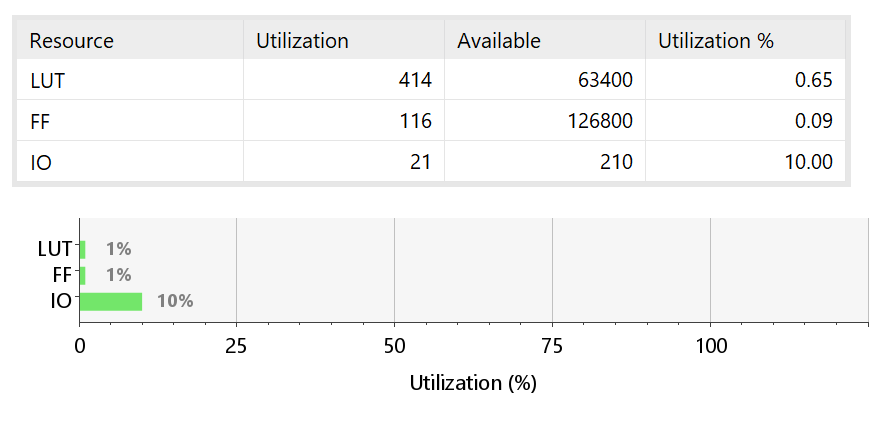 Resource Utilization Available Utilization %
LUT 414 63400 0.65
FF 116 126800 0.09
IO 21 210 10.00
LUT 1%
FF 1%
IO 10%
0 25 50 75 100
Utilization (%)